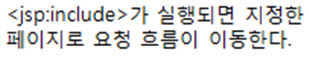 <jsp:include>가 실행되면 지정한
페이지로 요청 흐름이 이동한다.